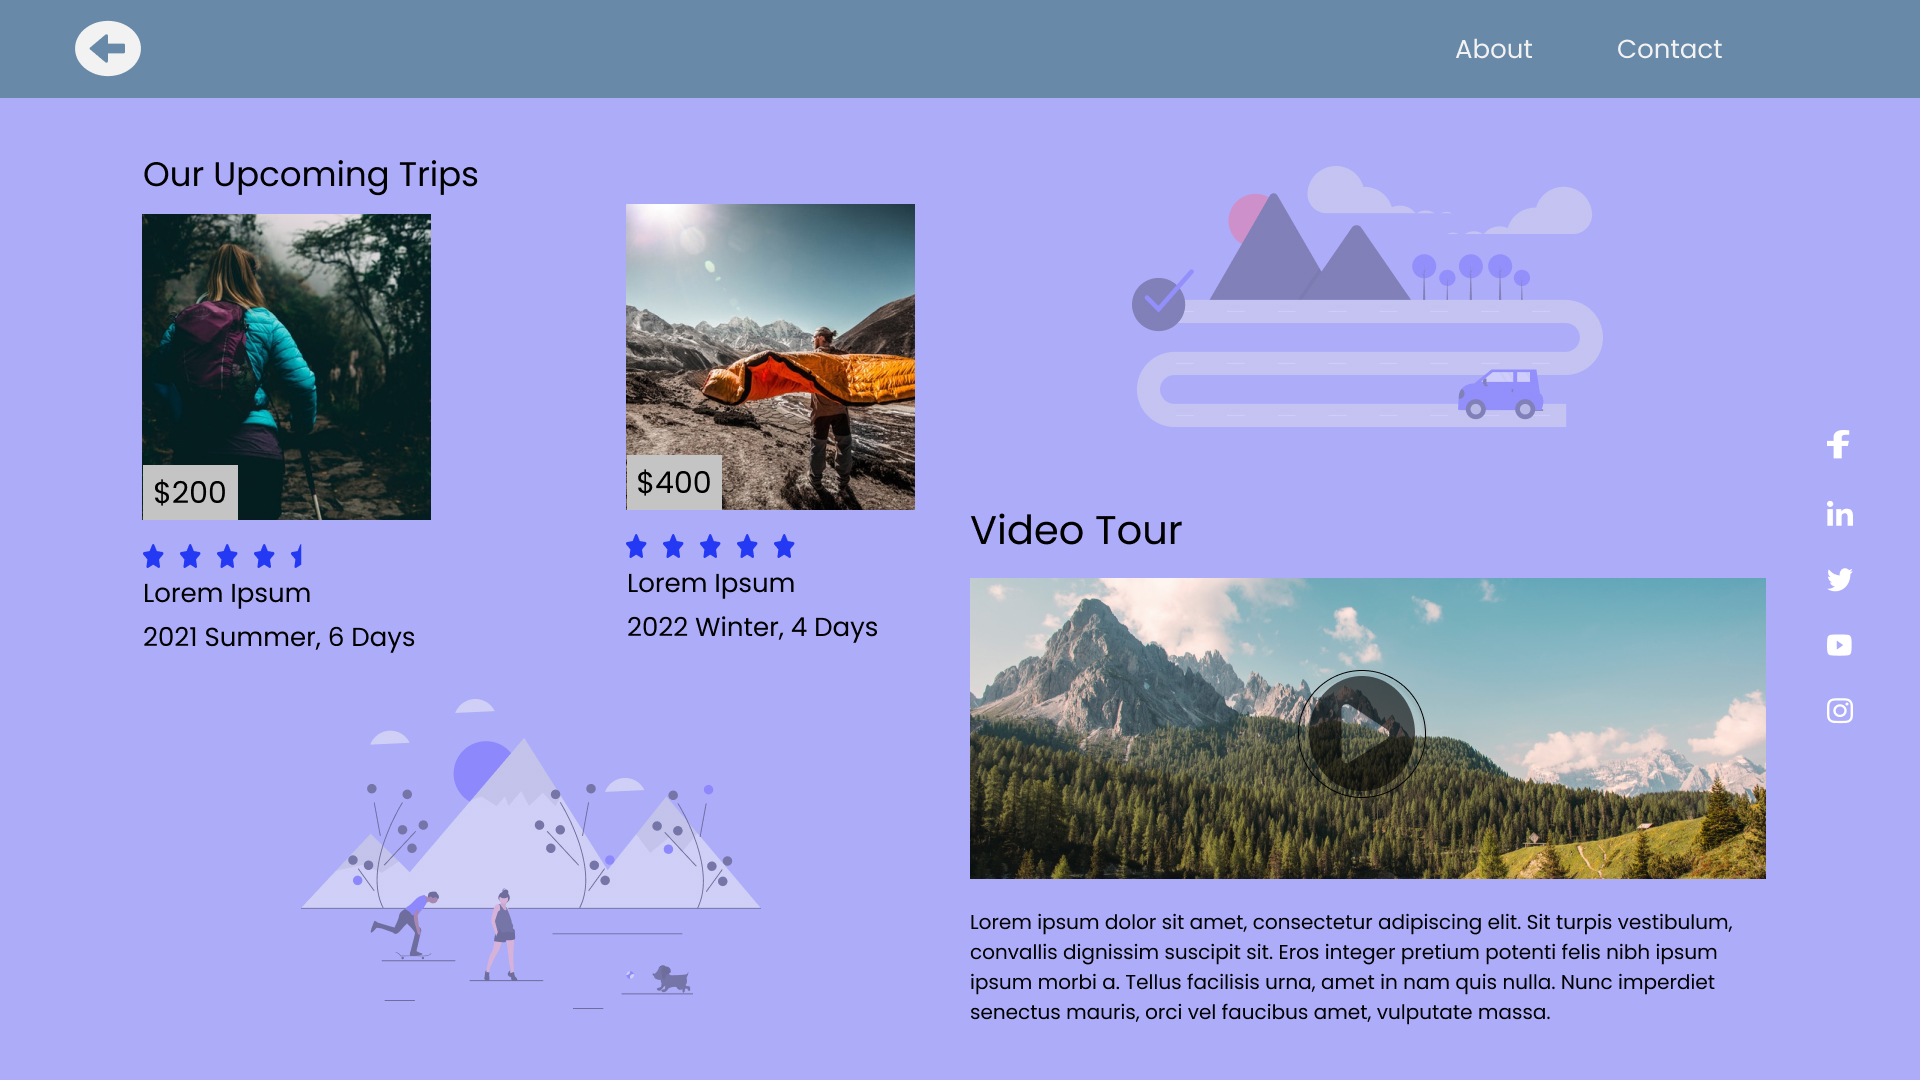 About
Contact
Our Upcoming Trips
$200
Lorem Ipsum
2021 Summer, 6 Days
$400
Lorem Ipsum
2022 Winter, 4 Days
Video Tour
Lorem ipsum dolor sit amet, consectetur adipiscing elit. Sit turpis vestibulum,
convallis dignissim suscipit sit. Eros integer pretium potenti felis nibh ipsum
ipsum morbi a. Tellus facilisis urna, amet in nam quis nulla. Nunc imperdiet
senectus mauris, orci vel faucibus amet, vulputate massa.